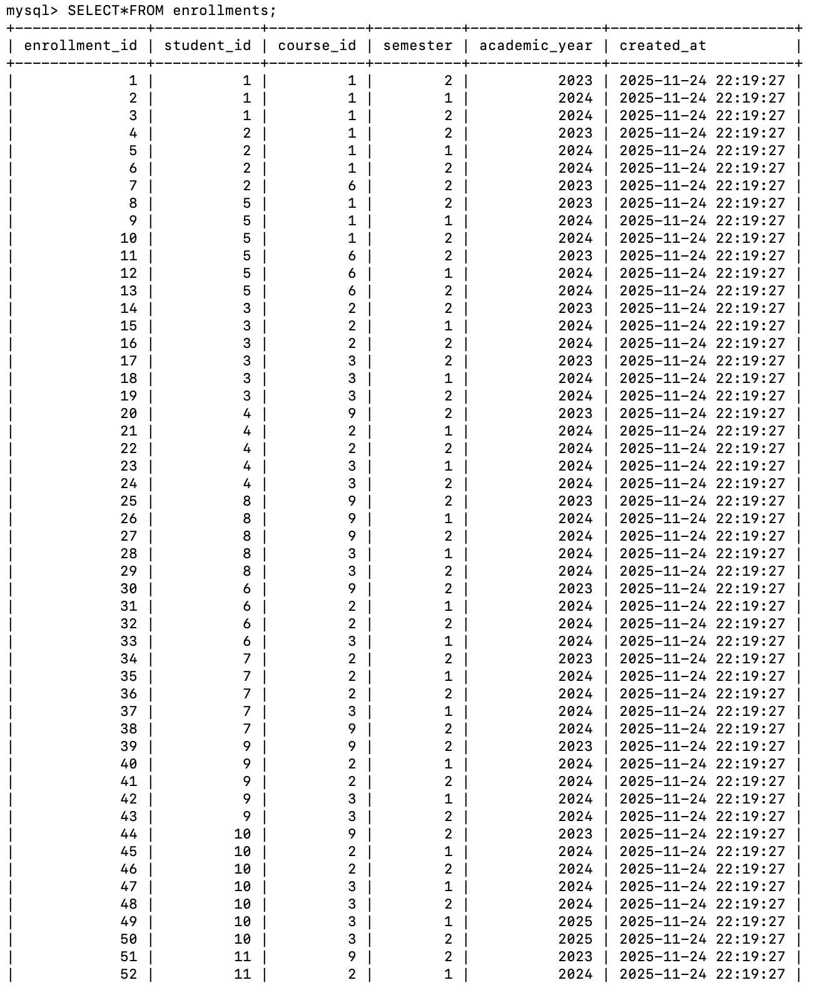 mysql> SELECT*FROM enrollments;
+---------------+------------+-----------+----------+---------------+---------------------+
| enrollment_id | student_id | course_id | semester | academic_year | created_at          |
+---------------+------------+-----------+----------+---------------+---------------------+
|             1 |          1 |         1 |        2 |          2023 | 2025-11-24 22:19:27 |
|             2 |          1 |         1 |        1 |          2024 | 2025-11-24 22:19:27 |
|             3 |          1 |         1 |        2 |          2024 | 2025-11-24 22:19:27 |
|             4 |          2 |         1 |        2 |          2023 | 2025-11-24 22:19:27 |
|             5 |          2 |         1 |        1 |          2024 | 2025-11-24 22:19:27 |
|             6 |          2 |         1 |        2 |          2024 | 2025-11-24 22:19:27 |
|             7 |          2 |         6 |        2 |          2023 | 2025-11-24 22:19:27 |
|             8 |          5 |         1 |        2 |          2023 | 2025-11-24 22:19:27 |
|             9 |          5 |         1 |        1 |          2024 | 2025-11-24 22:19:27 |
|            10 |          5 |         1 |        2 |          2024 | 2025-11-24 22:19:27 |
|            11 |          5 |         6 |        2 |          2023 | 2025-11-24 22:19:27 |
|            12 |          5 |         6 |        1 |          2024 | 2025-11-24 22:19:27 |
|            13 |          5 |         6 |        2 |          2024 | 2025-11-24 22:19:27 |
|            14 |          3 |         2 |        2 |          2023 | 2025-11-24 22:19:27 |
|            15 |          3 |         2 |        1 |          2024 | 2025-11-24 22:19:27 |
|            16 |          3 |         2 |        2 |          2024 | 2025-11-24 22:19:27 |
|            17 |          3 |         3 |        2 |          2023 | 2025-11-24 22:19:27 |
|            18 |          3 |         3 |        1 |          2024 | 2025-11-24 22:19:27 |
|            19 |          3 |         3 |        2 |          2024 | 2025-11-24 22:19:27 |
|            20 |          4 |         9 |        2 |          2023 | 2025-11-24 22:19:27 |
|            21 |          4 |         2 |        1 |          2024 | 2025-11-24 22:19:27 |
|            22 |          4 |         2 |        2 |          2024 | 2025-11-24 22:19:27 |
|            23 |          4 |         3 |        1 |          2024 | 2025-11-24 22:19:27 |
|            24 |          4 |         3 |        2 |          2024 | 2025-11-24 22:19:27 |
|            25 |          8 |         9 |        2 |          2023 | 2025-11-24 22:19:27 |
|            26 |          8 |         9 |        1 |          2024 | 2025-11-24 22:19:27 |
|            27 |          8 |         9 |        2 |          2024 | 2025-11-24 22:19:27 |
|            28 |          8 |         3 |        1 |          2024 | 2025-11-24 22:19:27 |
|            29 |          8 |         3 |        2 |          2024 | 2025-11-24 22:19:27 |
|            30 |          6 |         9 |        2 |          2023 | 2025-11-24 22:19:27 |
|            31 |          6 |         2 |        1 |          2024 | 2025-11-24 22:19:27 |
|            32 |          6 |         2 |        2 |          2024 | 2025-11-24 22:19:27 |
|            33 |          6 |         3 |        1 |          2024 | 2025-11-24 22:19:27 |
|            34 |          7 |         2 |        2 |          2023 | 2025-11-24 22:19:27 |
|            35 |          7 |         2 |        1 |          2024 | 2025-11-24 22:19:27 |
|            36 |          7 |         2 |        2 |          2024 | 2025-11-24 22:19:27 |
|            37 |          7 |         3 |        1 |          2024 | 2025-11-24 22:19:27 |
|            38 |          7 |         9 |        2 |          2024 | 2025-11-24 22:19:27 |
|            39 |          9 |         9 |        2 |          2023 | 2025-11-24 22:19:27 |
|            40 |          9 |         2 |        1 |          2024 | 2025-11-24 22:19:27 |
|            41 |          9 |         2 |        2 |          2024 | 2025-11-24 22:19:27 |
|            42 |          9 |         3 |        1 |          2024 | 2025-11-24 22:19:27 |
|            43 |          9 |         3 |        2 |          2024 | 2025-11-24 22:19:27 |
|            44 |         10 |         9 |        2 |          2023 | 2025-11-24 22:19:27 |
|            45 |         10 |         2 |        1 |          2024 | 2025-11-24 22:19:27 |
|            46 |         10 |         2 |        2 |          2024 | 2025-11-24 22:19:27 |
|            47 |         10 |         3 |        1 |          2024 | 2025-11-24 22:19:27 |
|            48 |         10 |         3 |        2 |          2024 | 2025-11-24 22:19:27 |
|            49 |         10 |         3 |        1 |          2025 | 2025-11-24 22:19:27 |
|            50 |         10 |         3 |        2 |          2025 | 2025-11-24 22:19:27 |
|            51 |         11 |         9 |        2 |          2023 | 2025-11-24 22:19:27 |
|            52 |         11 |         2 |        1 |          2024 | 2025-11-24 22:19:27 |